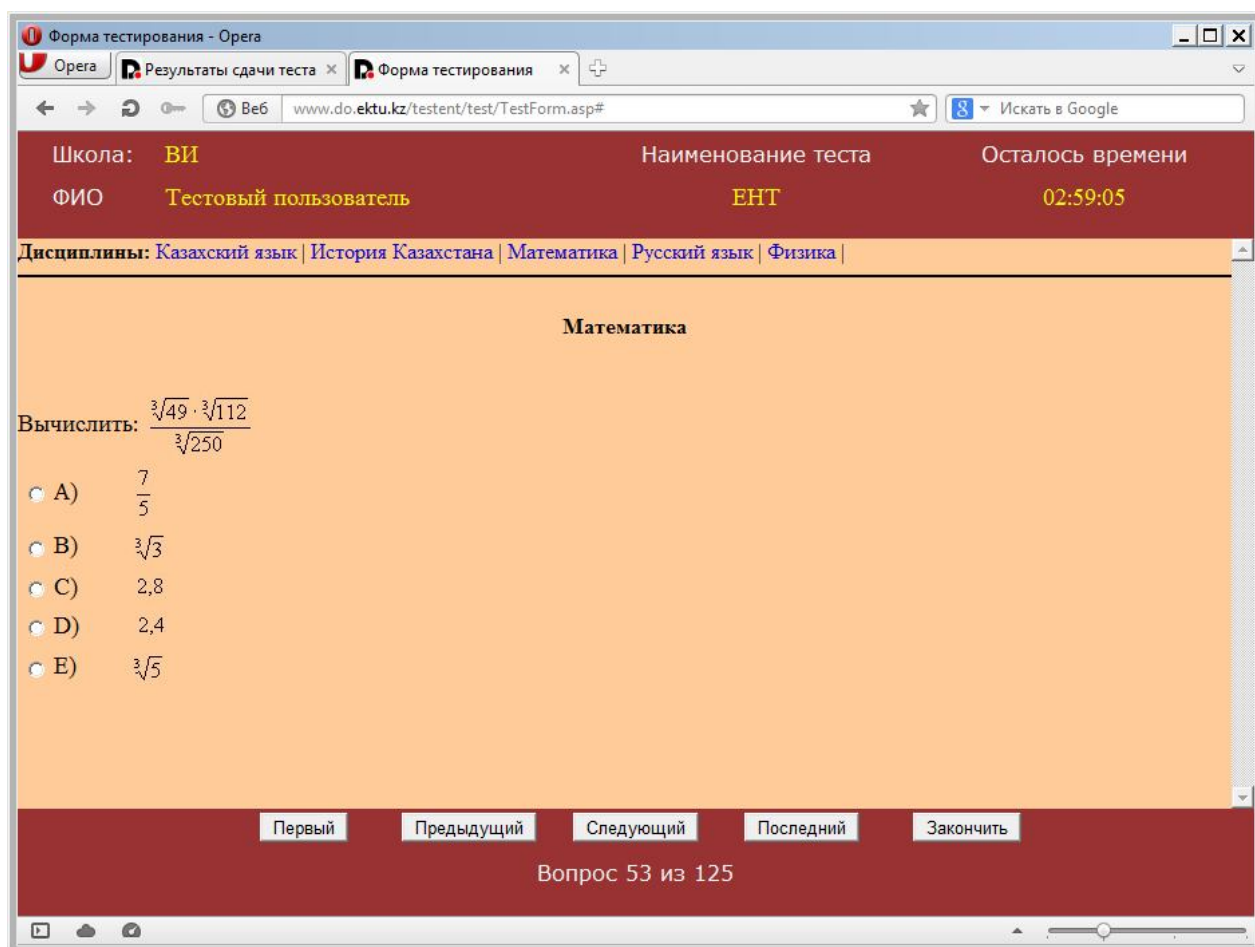 Форма тестирования - Opera
Opera Результаты сдачи теста Форма тестирования
Веб www.do.ektu.kz/testent/test/TestForm.asp# Искать в Google
Школа: ВИ Наименование теста Осталось времени
ФИО Тестовый пользователь ЕНТ 02:59:05
Дисциплины: Казахский язык | История Казахстана | Математика | Русский язык | Физика |
Математика
Вычислить: ∛49 · ∛112 / ∛250
A) 7/5
B) ∛3
C) 2,8
D) 2,4
E) ∛5
Первый Предыдущий Следующий Последний Закончить
Вопрос 53 из 125